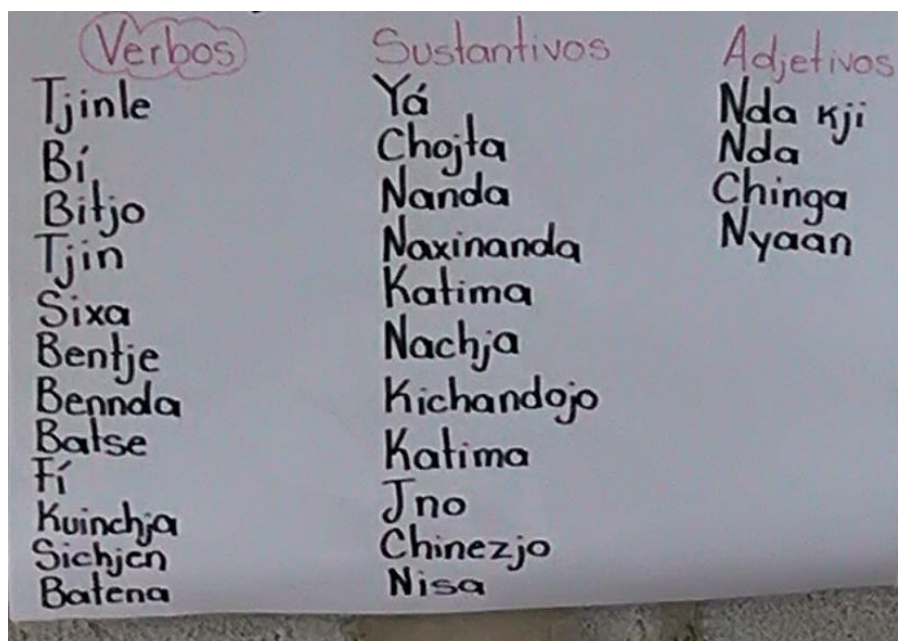 Verbos
Tjinle
Bí
Bitjo
Tjin
Sixa
Bentje
Bennda
Batse
Fí
Kuinchja
Sichjen
Batena
Sustantivos
Yá
Chojta
Nanda
Naxinanda
Katima
Nachja
Kichandojo
Katima
Jno
Chinezjo
Nisa
Adjetivos
Nda kji
Nda
Chinga
Nyaan